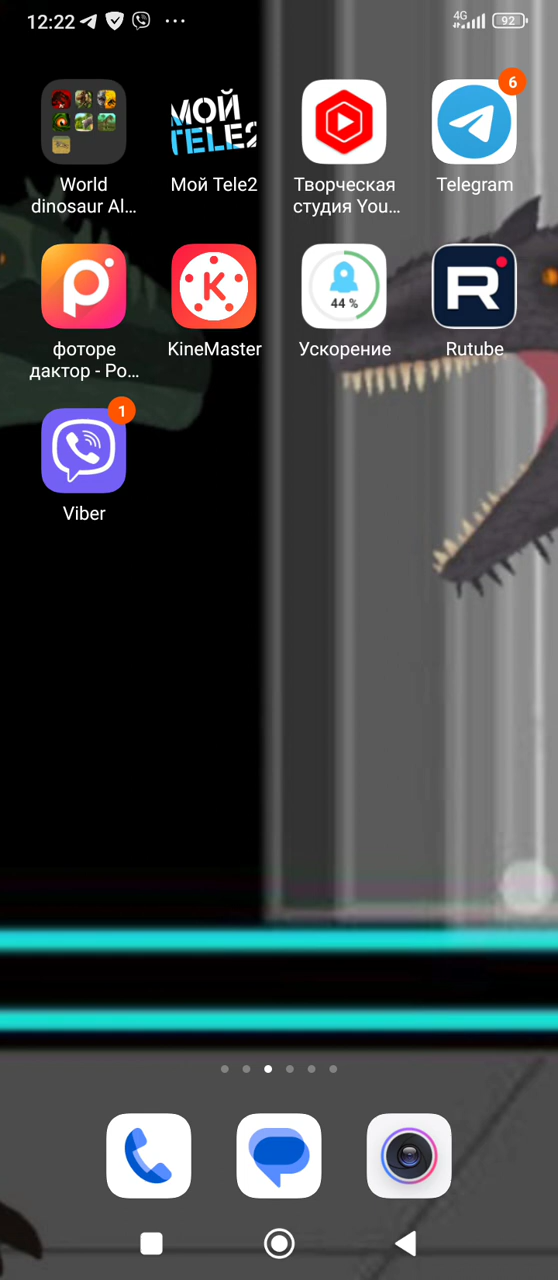 12:22
4G
92
6
World
dinosaur Al...
МОЙ
TELE2
Мой Tele2
Творческая
студия You...
Telegram
фоторе
дактор - Po...
K
KineMaster
44 %
Ускорение
R
Rutube
1
Viber